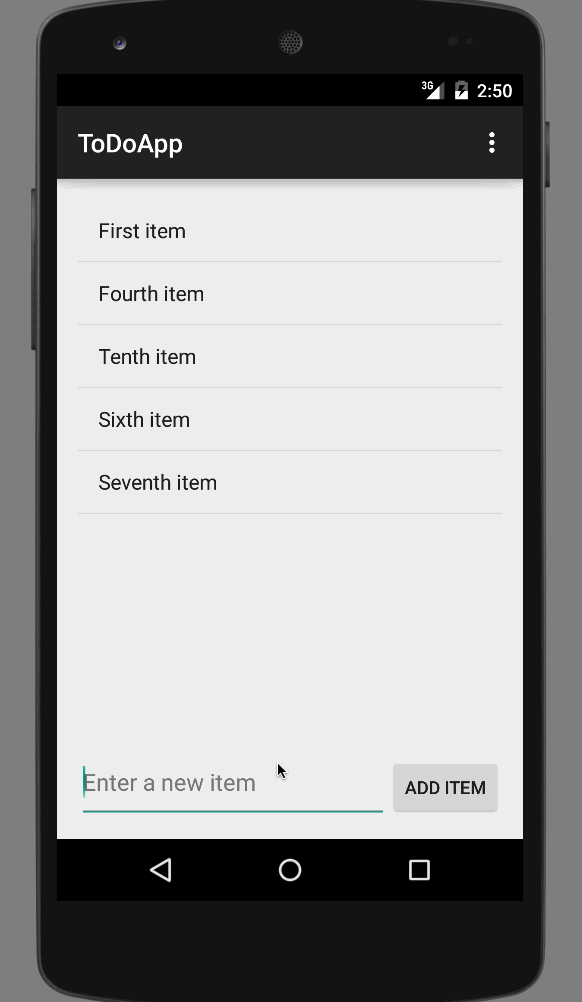 3G 2:50
ToDoApp
First item
Fourth item
Tenth item
Sixth item
Seventh item
Enter a new item
ADD ITEM